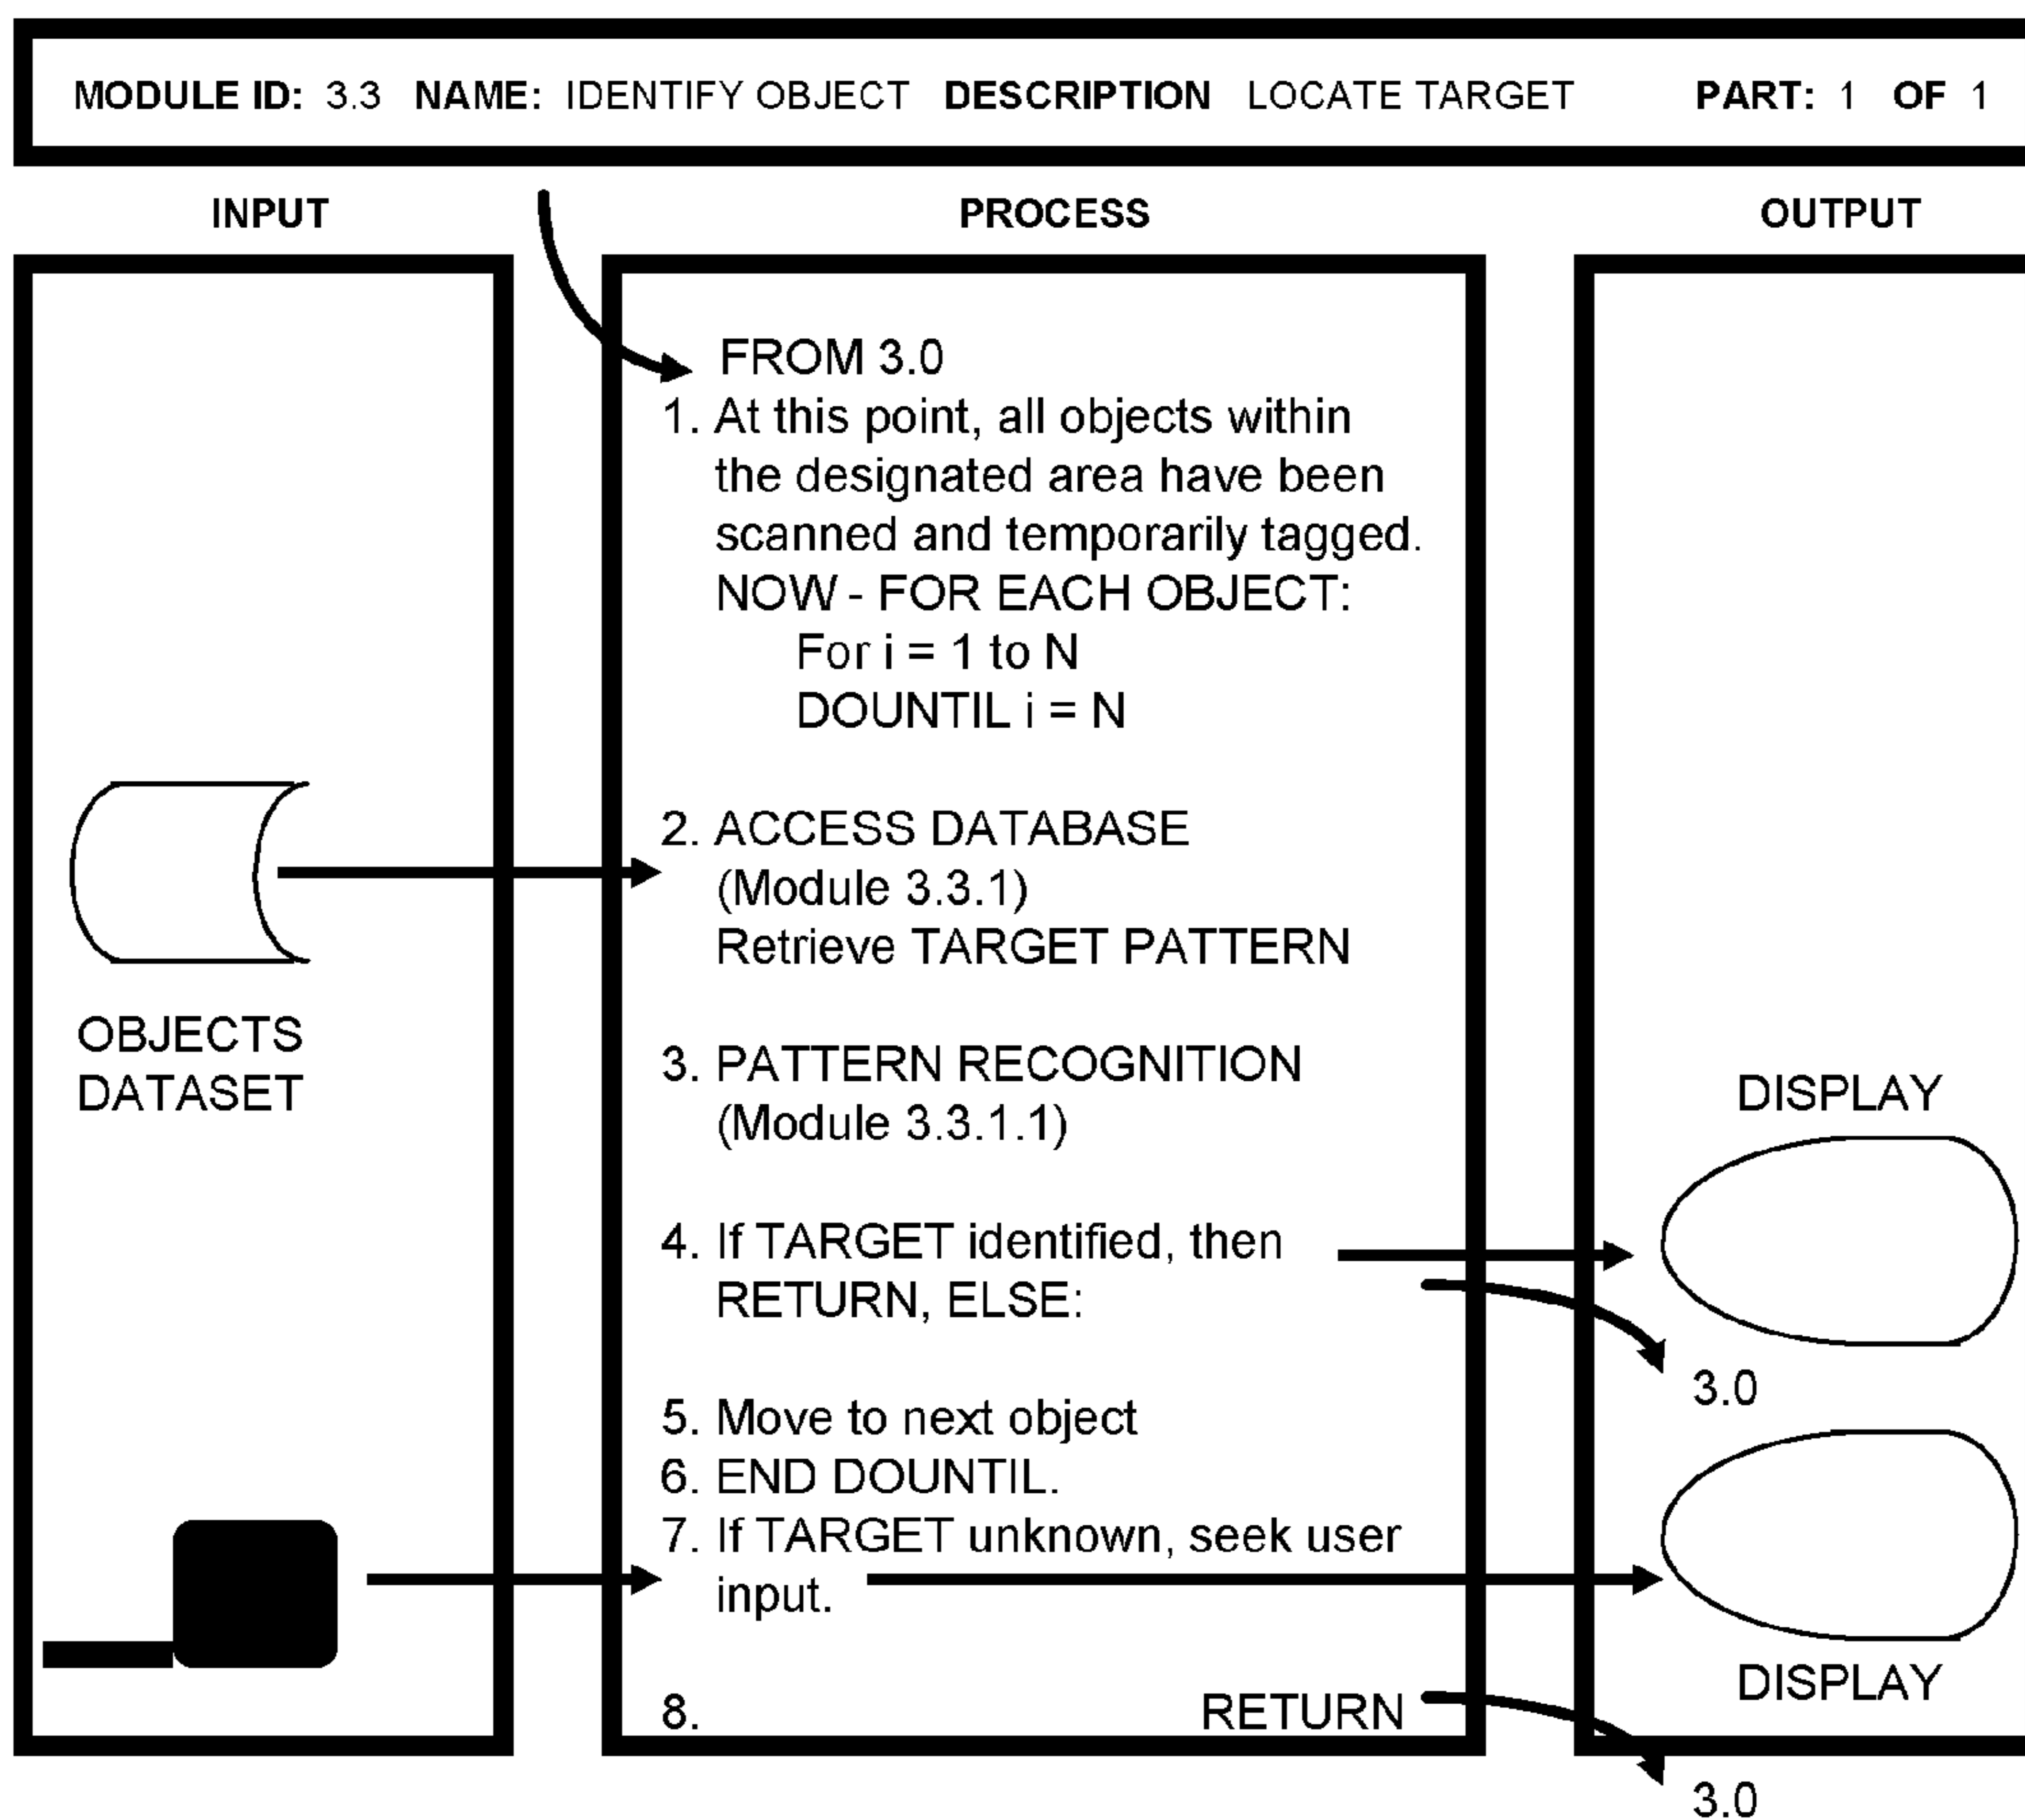 MODULE ID: 3.3 NAME: IDENTIFY OBJECT DESCRIPTION LOCATE TARGET PART: 1 OF 1
INPUT
PROCESS
OUTPUT
OBJECTS
DATASET
FROM 3.0
1. At this point, all objects within
the designated area have been
scanned and temporarily tagged.
NOW - FOR EACH OBJECT:
For i = 1 to N
DOUNTIL i = N
2. ACCESS DATABASE
(Module 3.3.1)
Retrieve TARGET PATTERN
3. PATTERN RECOGNITION
(Module 3.3.1.1)
4. If TARGET identified, then
RETURN, ELSE:
5. Move to next object
6. END DOUNTIL.
7. If TARGET unknown, seek user
input.
8. RETURN
DISPLAY
3.0
DISPLAY
3.0